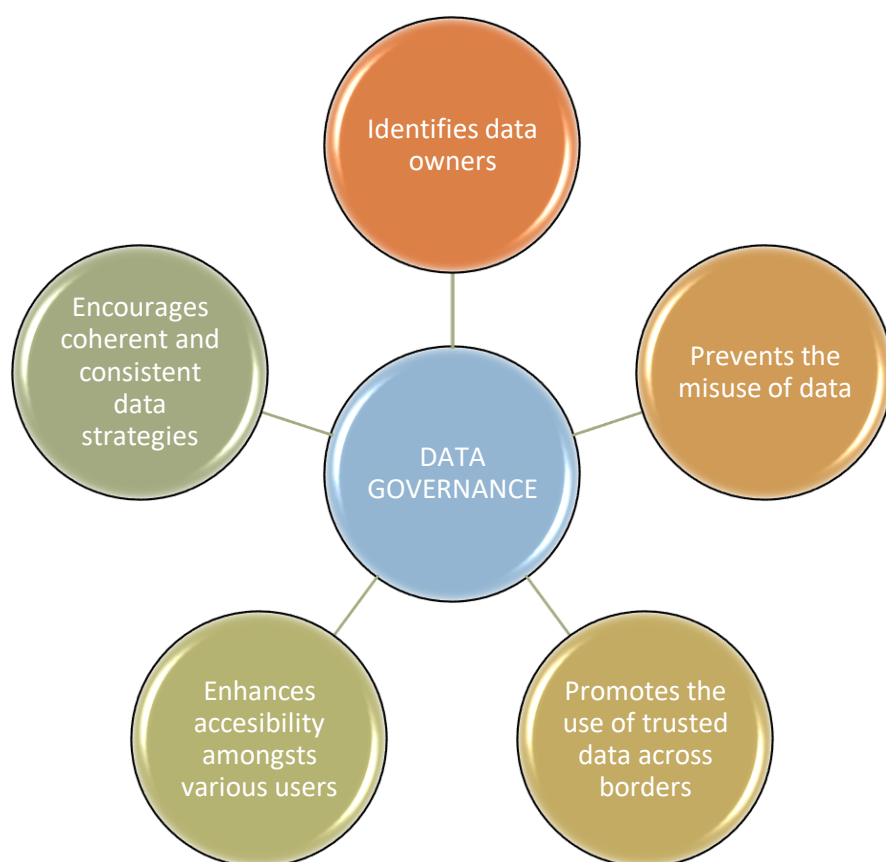 Identifies data
owners
Prevents the
misuse of data
Promotes the
use of trusted
data across
borders
Enhances
accesibility
amongsts
various users
Encourages
coherent and
consistent
data
strategies
DATA
GOVERNANCE